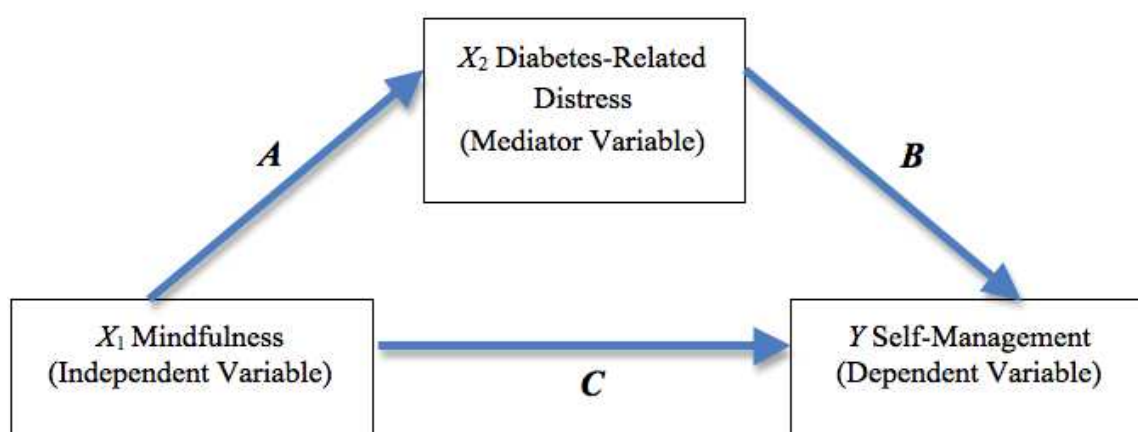 X₂ Diabetes-Related
Distress
(Mediator Variable)
A
B
X₁ Mindfulness
(Independent Variable)
Y Self-Management
(Dependent Variable)
C